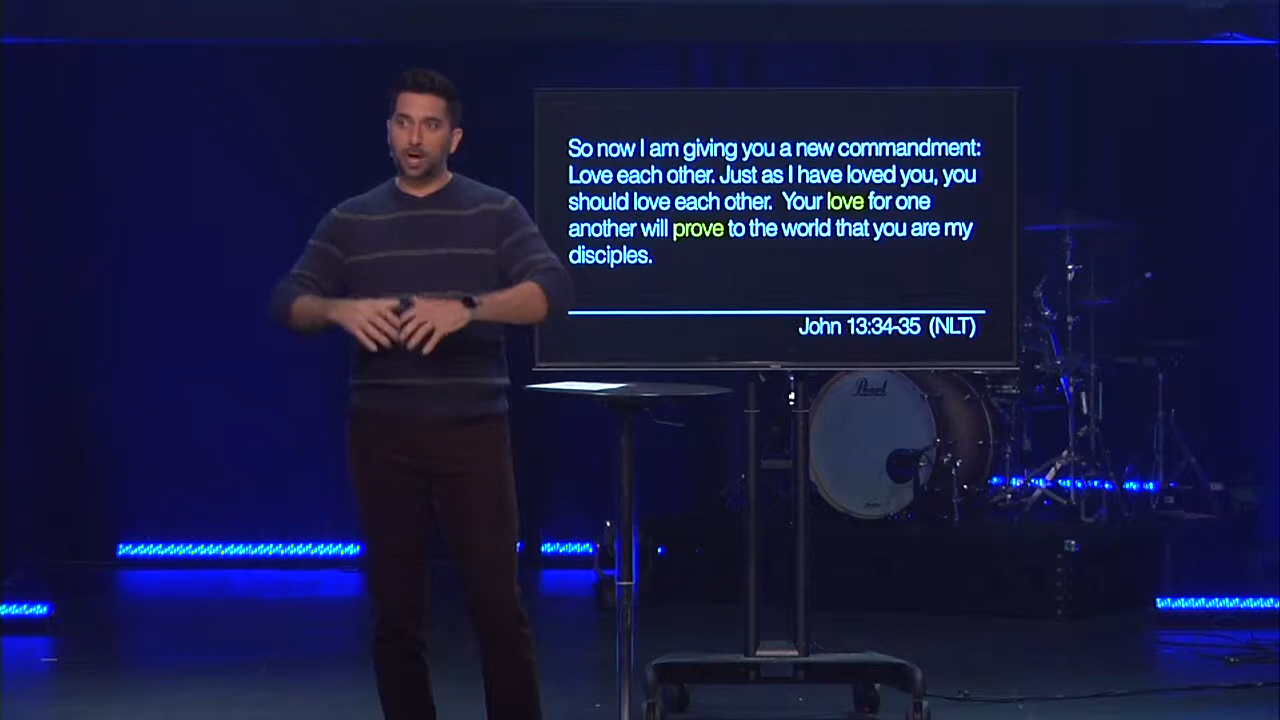 So now I am giving you a new commandment:
Love each other. Just as I have loved you, you
should love each other.  Your love for one
another will prove to the world that you are my
disciples.
John 13:34-35  (NLT)
Pearl